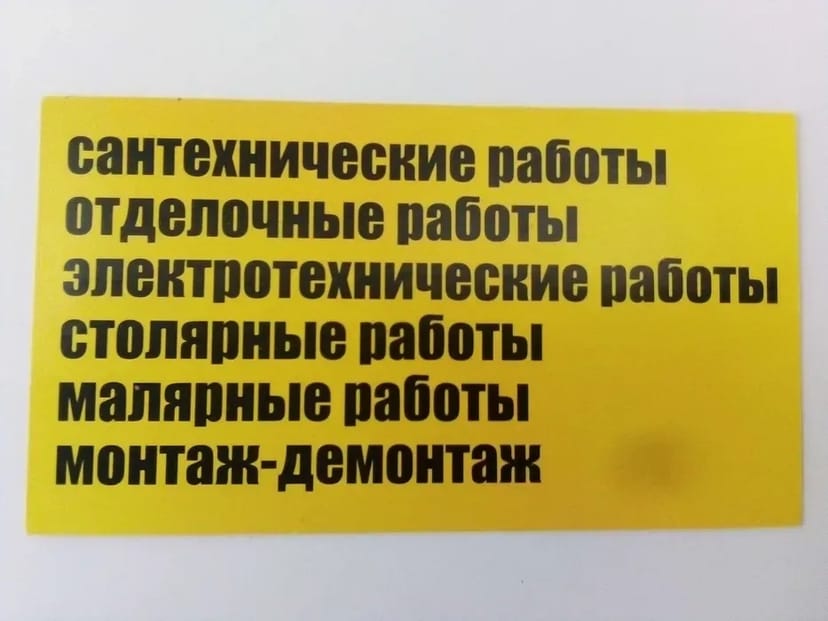 сантехнические работы
отделочные работы
электротехнические работы
столярные работы
малярные работы
монтаж-демонтаж